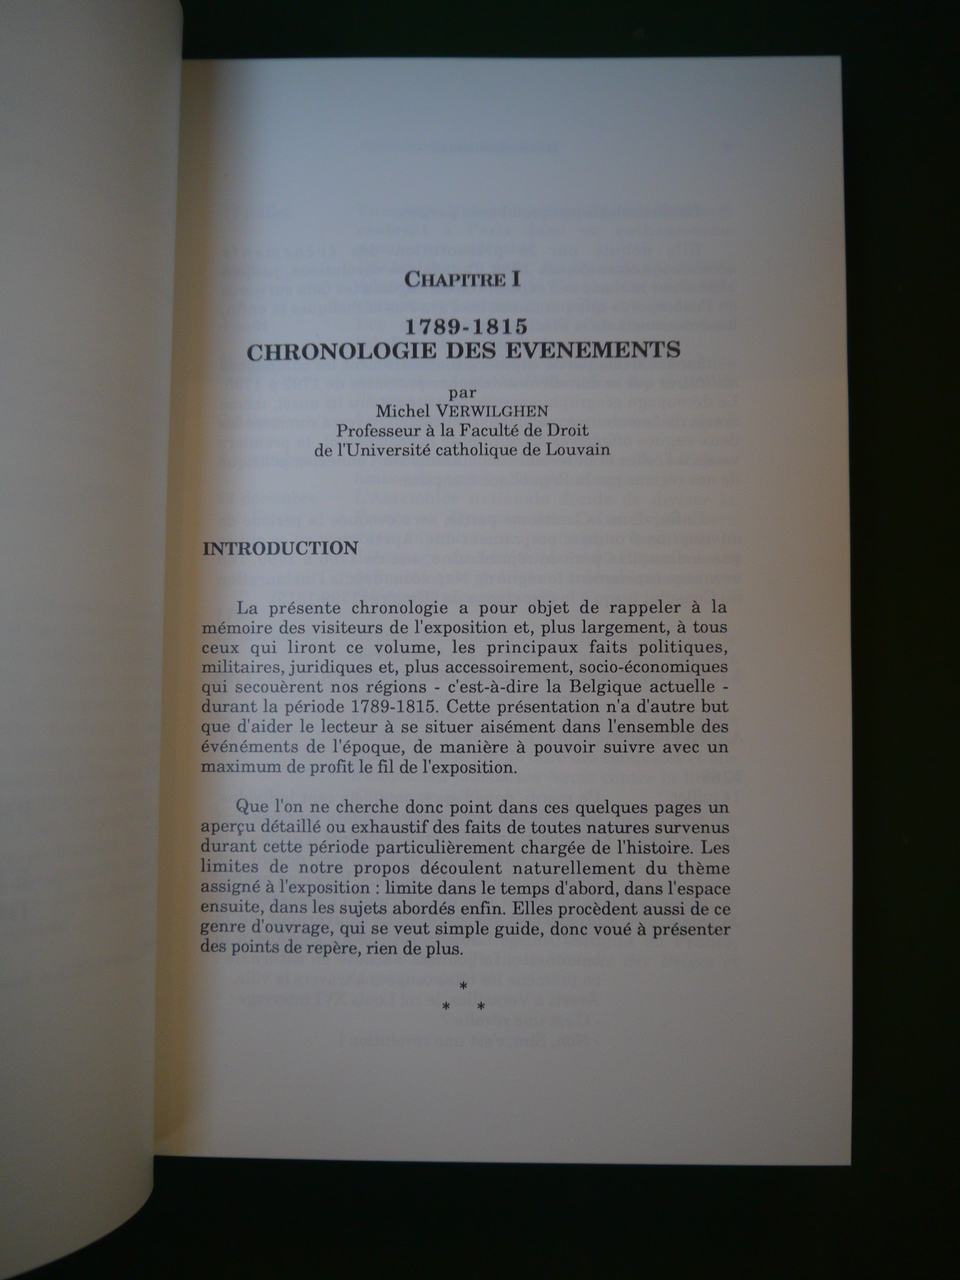 CHAPITRE I
1789-1815
CHRONOLOGIE DES EVENEMENTS
par
Michel VERWILGHEN
Professeur à la Faculté de Droit
de l'Université catholique de Louvain
INTRODUCTION
La présente chronologie a pour objet de rappeler à la
mémoire des visiteurs de l'exposition et, plus largement, à tous
ceux qui liront ce volume, les principaux faits politiques,
militaires, juridiques et, plus accessoirement, socio-économiques
qui secouèrent nos régions - c'est-à-dire la Belgique actuelle -
durant la période 1789-1815. Cette présentation n'a d'autre but
que d'aider le lecteur à se situer aisément dans l'ensemble des
événéments de l'époque, de manière à pouvoir suivre avec un
maximum de profit le fil de l'exposition.
Que l'on ne cherche donc point dans ces quelques pages un
aperçu détaillé ou exhaustif des faits de toutes natures survenus
durant cette période particulièrement chargée de l'histoire. Les
limites de notre propos découlent naturellement du thème
assigné à l'exposition : limite dans le temps d'abord, dans l'espace
ensuite, dans les sujets abordés enfin. Elles procèdent aussi de ce
genre d'ouvrage, qui se veut simple guide, donc voué à présenter
des points de repère, rien de plus.
*
* *